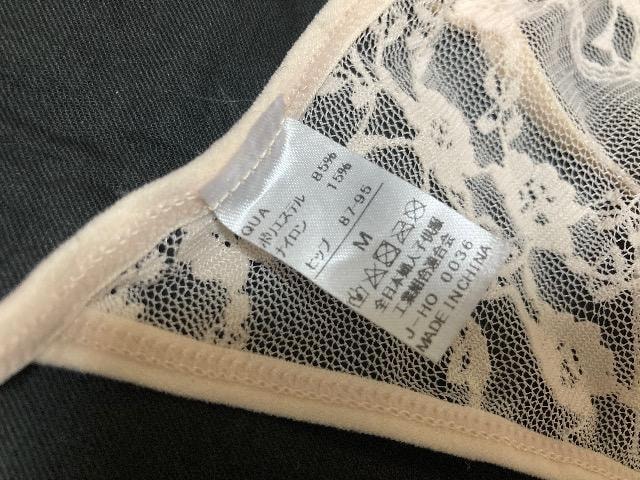 QUA
ポリエステル 85%
ナイロン 15%
ヒップ 87-95
M
全日本婦人子供服
工業組合連合会
J-HO 0036
MADE IN CHINA